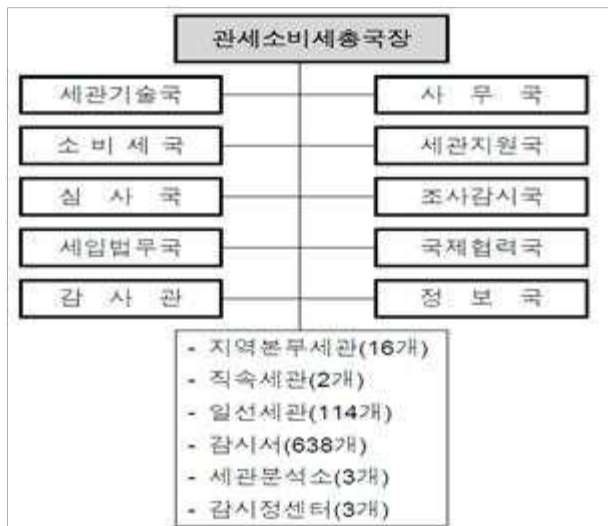 관세소비세총국장
세관기술국
사 무 국
소 비 세 국
세관지원국
심 사 국
조사감시국
세입법무국
국제협력국
감 사 관
정 보 국
- 지역본부세관(16개)
- 직속세관(2개)
- 일선세관(114개)
- 감시서(638개)
- 세관분석소(3개)
- 감시정센터(3개)